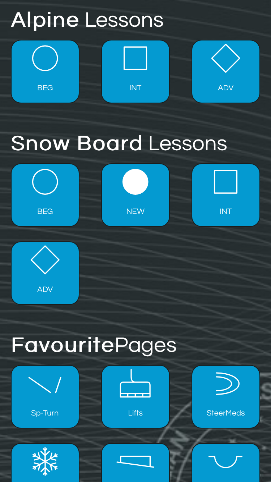 Alpine Lessons
BEG INT ADV
Snow Board Lessons
BEG NEW INT
ADV
FavouritePages
Sp-Turn Lifts SteerMeds